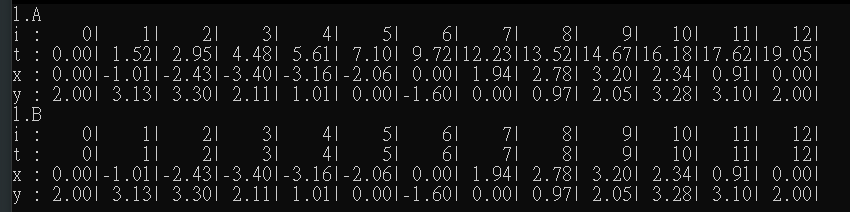 1.A
i :    0|    1|    2|    3|    4|    5|    6|    7|    8|    9|   10|   11|   12|
t : 0.00| 1.52| 2.95| 4.48| 5.61| 7.10| 9.72|12.23|13.52|14.67|16.18|17.62|19.05|
x : 0.00|-1.01|-2.43|-3.40|-3.16|-2.06| 0.00| 1.94| 2.78| 3.20| 2.34| 0.91| 0.00|
y : 2.00| 3.13| 3.30| 2.11| 1.01| 0.00|-1.60| 0.00| 0.97| 2.05| 3.28| 3.10| 2.00|
1.B
i :    0|    1|    2|    3|    4|    5|    6|    7|    8|    9|   10|   11|   12|
t :    0|    1|    2|    3|    4|    5|    6|    7|    8|    9|   10|   11|   12|
x : 0.00|-1.01|-2.43|-3.40|-3.16|-2.06| 0.00| 1.94| 2.78| 3.20| 2.34| 0.91| 0.00|
y : 2.00| 3.13| 3.30| 2.11| 1.01| 0.00|-1.60| 0.00| 0.97| 2.05| 3.28| 3.10| 2.00|